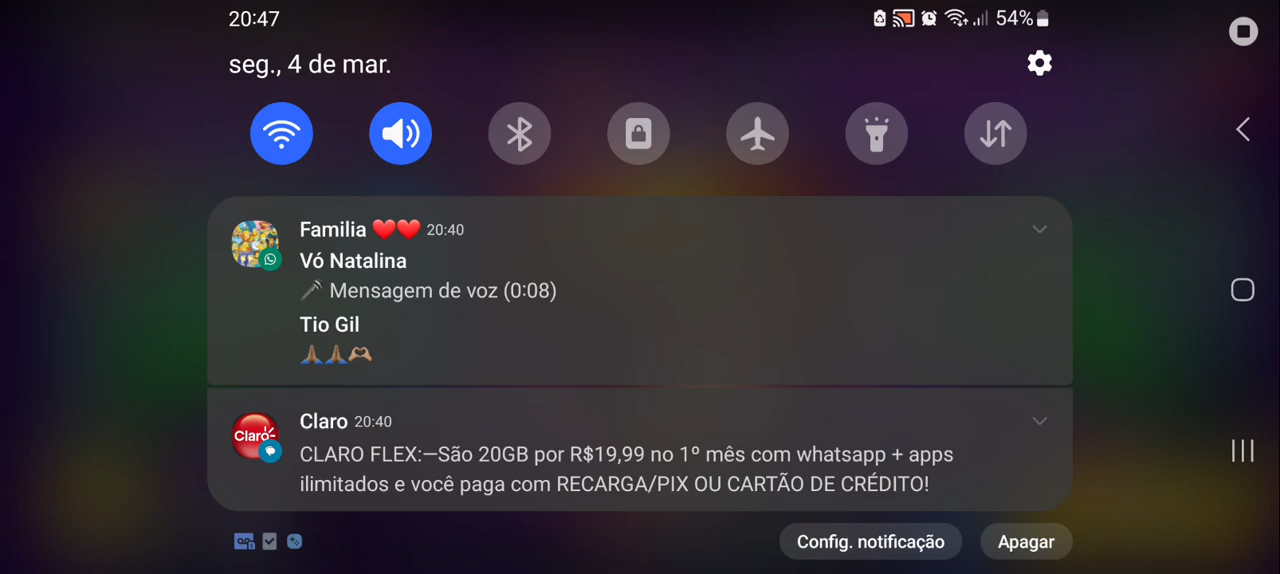 20:47
54%
seg., 4 de mar.
Familia ❤️❤️ 20:40
Vó Natalina
🎤 Mensagem de voz (0:08)
Tio Gil
🙏🏾🙏🏾🫶🏽
Claro-
Claro 20:40
CLARO FLEX:—São 20GB por R$19,99 no 1º mês com whatsapp + apps
ilimitados e você paga com RECARGA/PIX OU CARTÃO DE CRÉDITO!
Config. notificação
Apagar